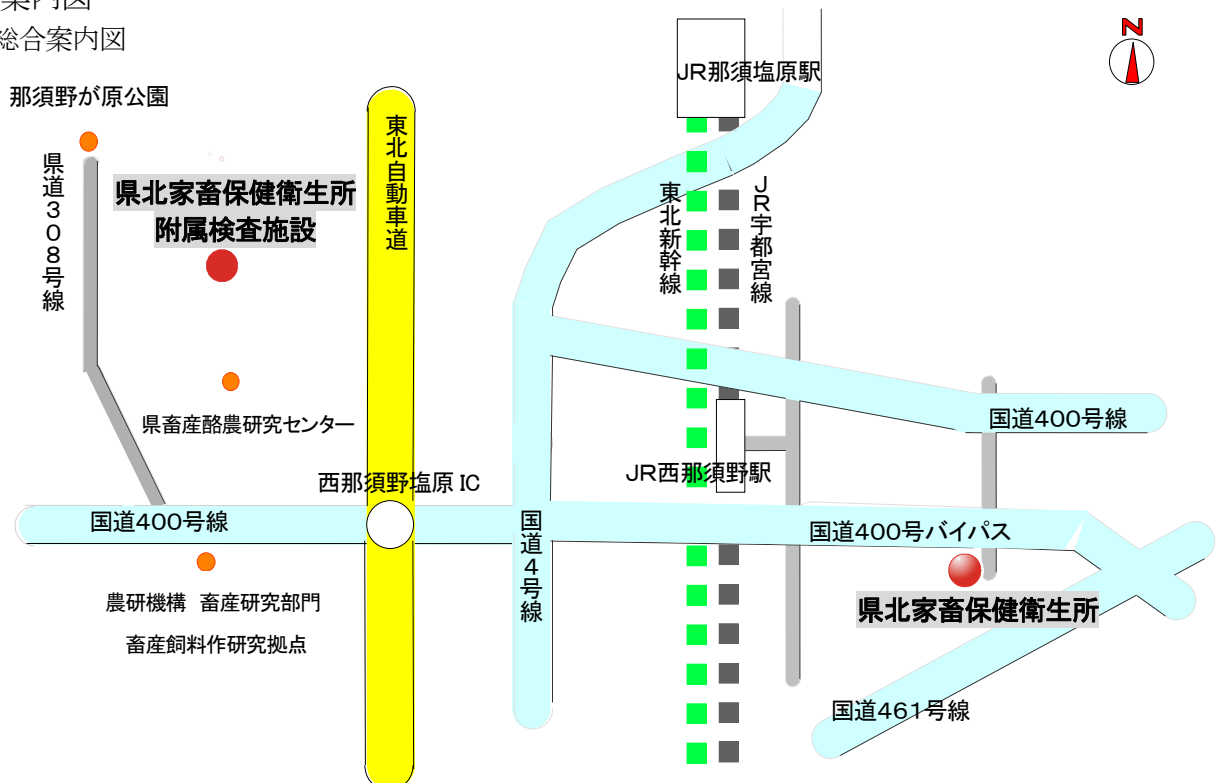 案内図
総合案内図
N
JR那須塩原駅
那須野が原公園
東北自動車道
県道308号線
県北家畜保健衛生所
附属検査施設
東北新幹線
JR宇都宮線
県畜産酪農研究センター
国道400号線
JR西那須野駅
西那須野塩原 IC
国道400号線
国道4号線
国道400号バイパス
農研機構 畜産研究部門
畜産飼料作研究拠点
県北家畜保健衛生所
国道461号線